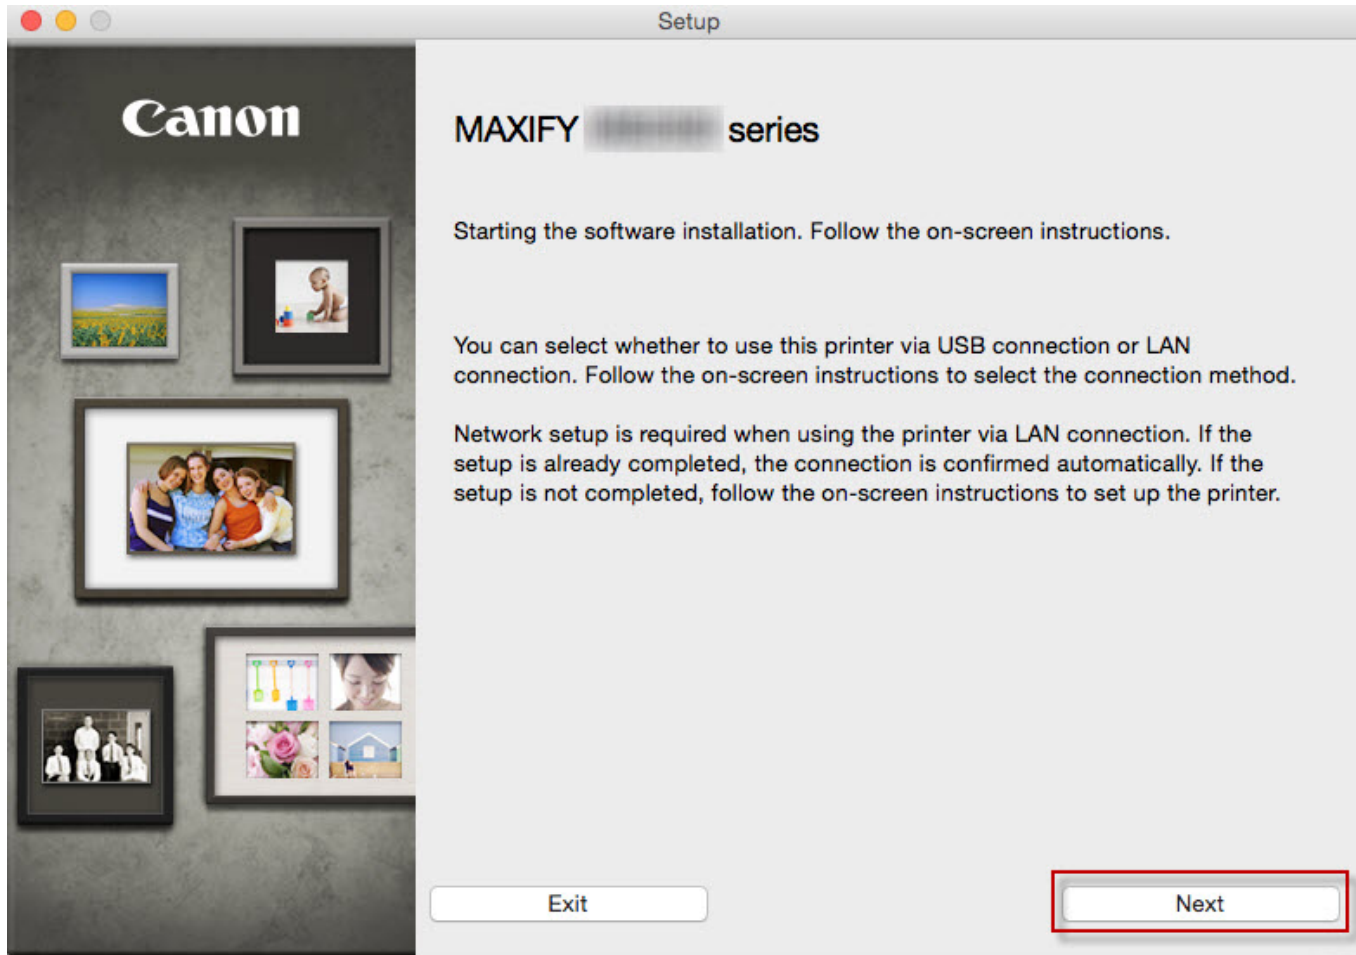 Setup
Canon
MAXIFY series
Starting the software installation. Follow the on-screen instructions.
You can select whether to use this printer via USB connection or LAN
connection. Follow the on-screen instructions to select the connection method.
Network setup is required when using the printer via LAN connection. If the
setup is already completed, the connection is confirmed automatically. If the
setup is not completed, follow the on-screen instructions to set up the printer.
Exit
Next